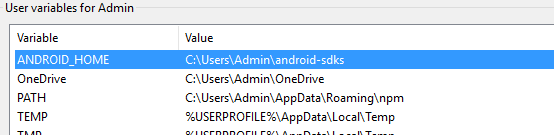 User variables for Admin
Variable Value
ANDROID_HOME C:\Users\Admin\android-sdks
OneDrive C:\Users\Admin\OneDrive
PATH C:\Users\Admin\AppData\Roaming\npm
TEMP %USERPROFILE%\AppData\Local\Temp
TMP %USERPROFILE%\AppData\Local\Temp